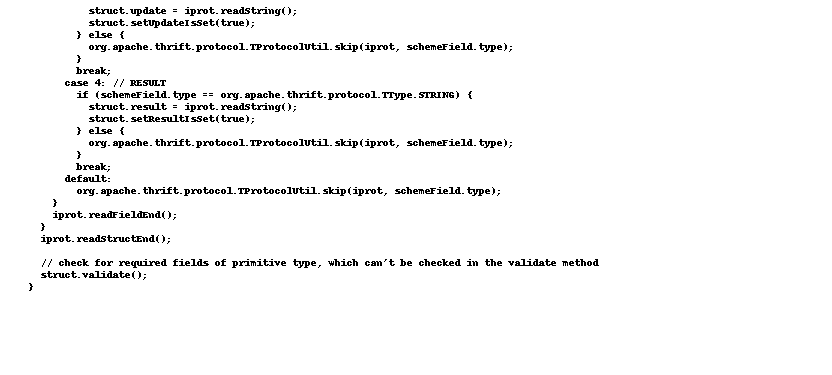 struct.update = iprot.readString();
struct.setUpdateIsSet(true);
} else {
org.apache.thrift.protocol.TProtocolUtil.skip(iprot, schemeField.type);
}
break;
case 4: // RESULT
if (schemeField.type == org.apache.thrift.protocol.TType.STRING) {
struct.result = iprot.readString();
struct.setResultIsSet(true);
} else {
org.apache.thrift.protocol.TProtocolUtil.skip(iprot, schemeField.type);
}
break;
default:
org.apache.thrift.protocol.TProtocolUtil.skip(iprot, schemeField.type);
}
iprot.readFieldEnd();
}
iprot.readStructEnd();
// check for required fields of primitive type, which can't be checked in the validate method
struct.validate();
}